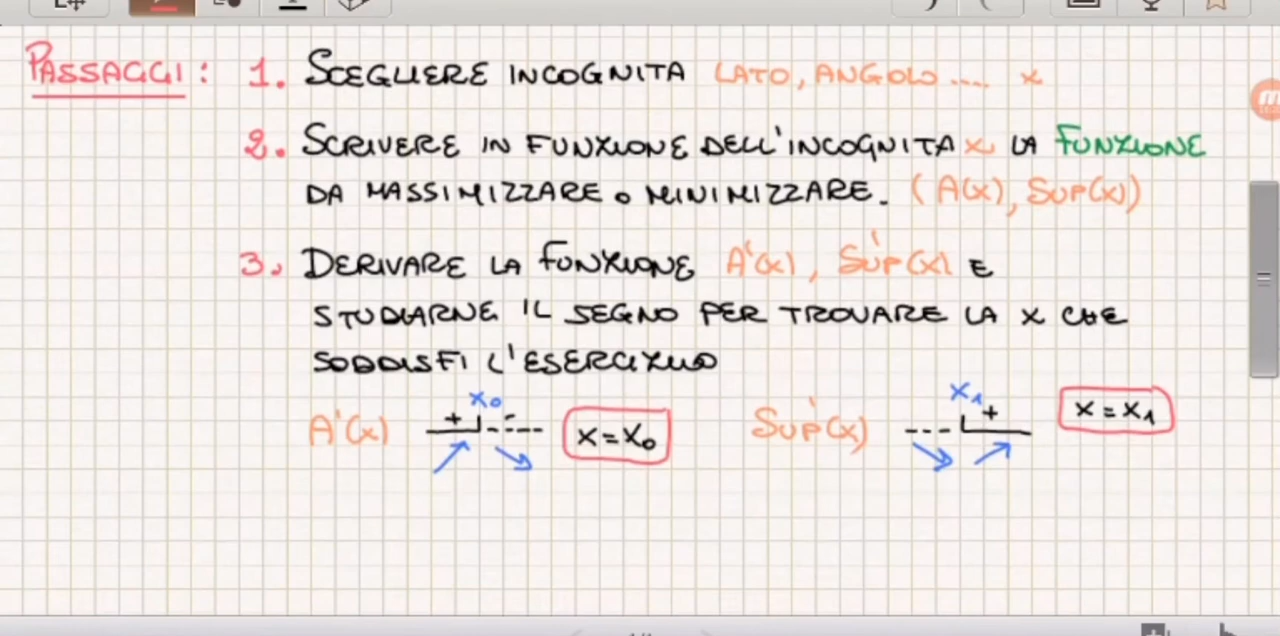 PASSAGGI: 1. SCEGLIERE INCOGNITA LATO, ANGOLO .... x
2. SCRIVERE IN FUNZIONE DELL'INCOGNITA x LA FUNZIONE
DA MASSIMIZZARE O MINIMIZZARE. (A(x), SUP(x))
3. DERIVARE LA FUNZIONE A'(x), SUP'(x) E
STUDIARNE IL SEGNO PER TROVARE LA x CHE
SODDISFI L'ESERCIZIO
A'(x) + x₀ - x=x₀ SUP'(x) x₁ + x=x₁